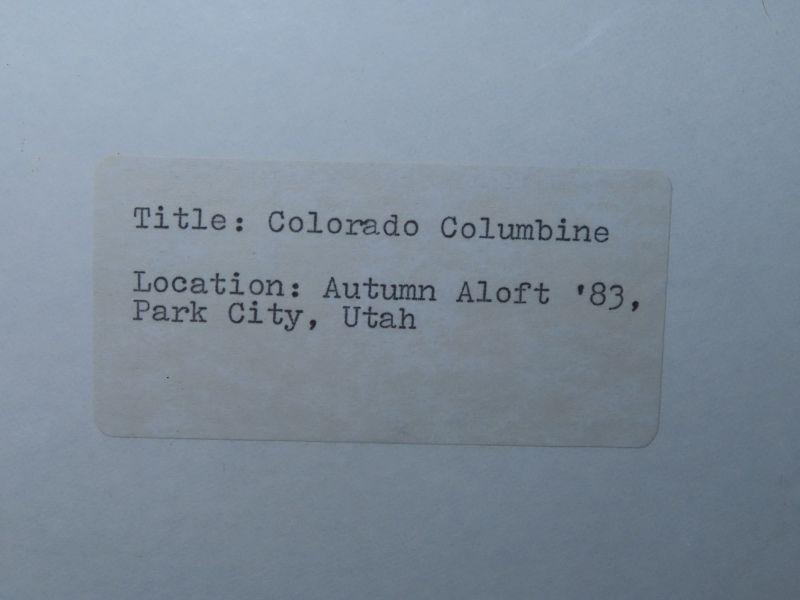 Title: Colorado Columbine
Location: Autumn Aloft '83,
Park City, Utah